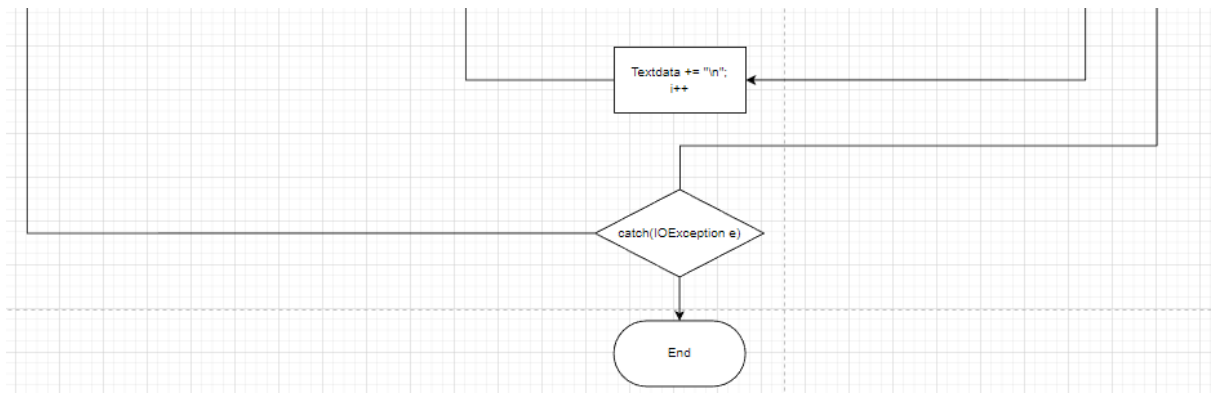 Textdata += "\n";
i++
catch(IOException e)
End